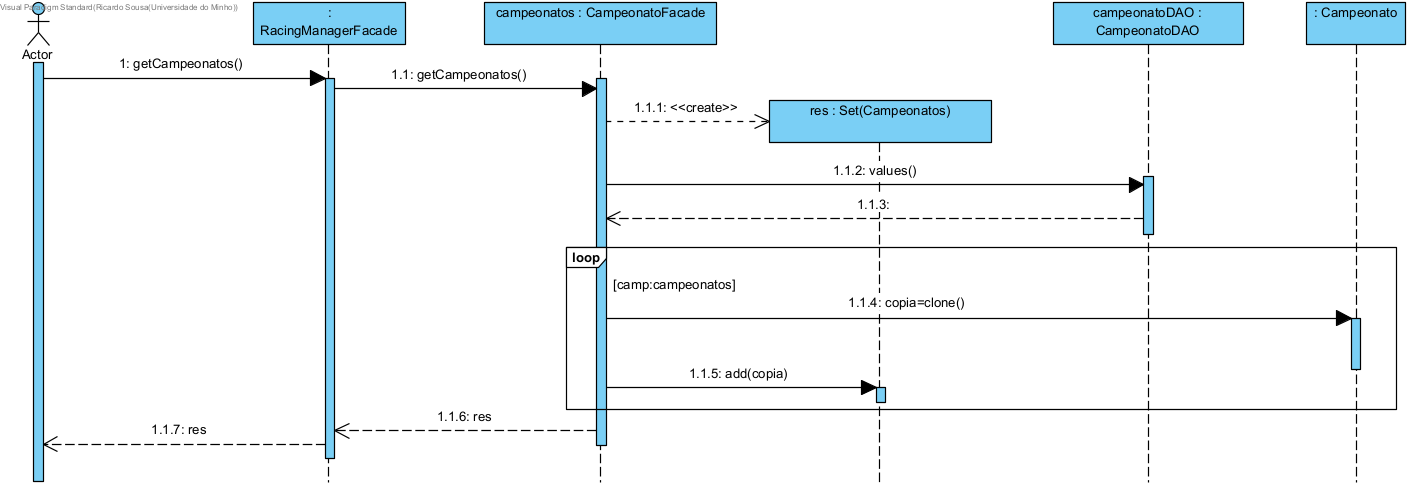 Visual Paradigm Standard(Ricardo Sousa(Universidade do Minho))
Actor
:
RacingManagerFacade
campeonatos : CampeonatoFacade
campeonatoDAO :
CampeonatoDAO
: Campeonato
1: getCampeonatos()
1.1: getCampeonatos()
1.1.1: <<create>>
res : Set(Campeonatos)
1.1.2: values()
1.1.3:
loop
[camp:campeonatos]
1.1.4: copia=clone()
1.1.5: add(copia)
1.1.6: res
1.1.7: res